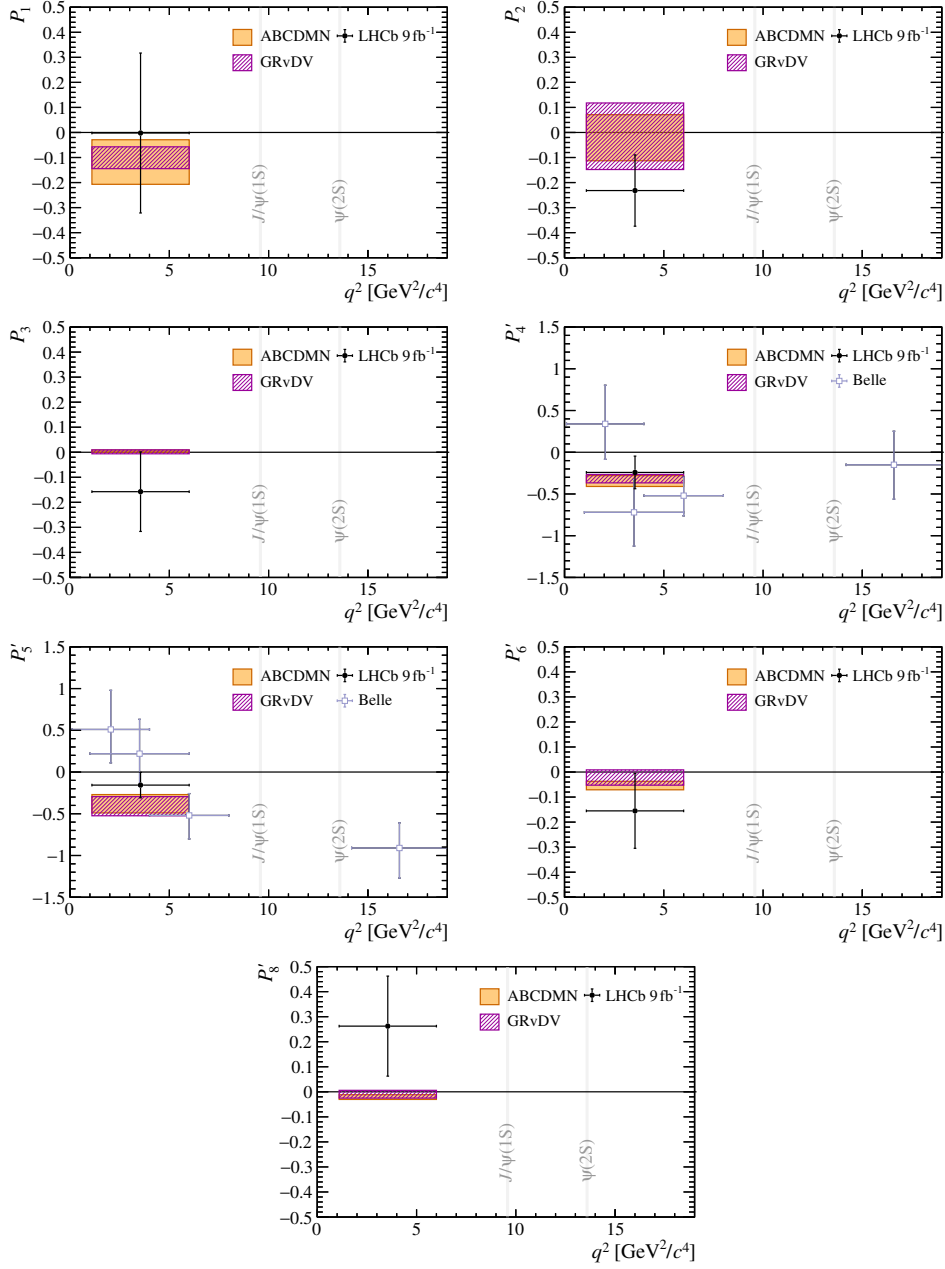 P₁
ABCDMN LHCb 9 fb⁻¹
GRvDV
0.5
0.4
0.3
0.2
0.1
0
−0.1
−0.2
−0.3
−0.4
−0.5
J/ψ(1S)
ψ(2S)
0 5 10 15
q² [GeV²/c⁴]
P₂
ABCDMN LHCb 9 fb⁻¹
GRvDV
0.5
0.4
0.3
0.2
0.1
0
−0.1
−0.2
−0.3
−0.4
−0.5
J/ψ(1S)
ψ(2S)
0 5 10 15
q² [GeV²/c⁴]
P₃
ABCDMN LHCb 9 fb⁻¹
GRvDV
0.5
0.4
0.3
0.2
0.1
0
−0.1
−0.2
−0.3
−0.4
−0.5
J/ψ(1S)
ψ(2S)
0 5 10 15
q² [GeV²/c⁴]
P′₄
ABCDMN LHCb 9 fb⁻¹
GRvDV Belle
1.5
1
0.5
0
−0.5
−1
−1.5
J/ψ(1S)
ψ(2S)
0 5 10 15
q² [GeV²/c⁴]
P′₅
ABCDMN LHCb 9 fb⁻¹
GRvDV Belle
1.5
1
0.5
0
−0.5
−1
−1.5
J/ψ(1S)
ψ(2S)
0 5 10 15
q² [GeV²/c⁴]
P′₆
ABCDMN LHCb 9 fb⁻¹
GRvDV
0.5
0.4
0.3
0.2
0.1
0
−0.1
−0.2
−0.3
−0.4
−0.5
J/ψ(1S)
ψ(2S)
0 5 10 15
q² [GeV²/c⁴]
P′₈
ABCDMN LHCb 9 fb⁻¹
GRvDV
0.5
0.4
0.3
0.2
0.1
0
−0.1
−0.2
−0.3
−0.4
−0.5
J/ψ(1S)
ψ(2S)
0 5 10 15
q² [GeV²/c⁴]